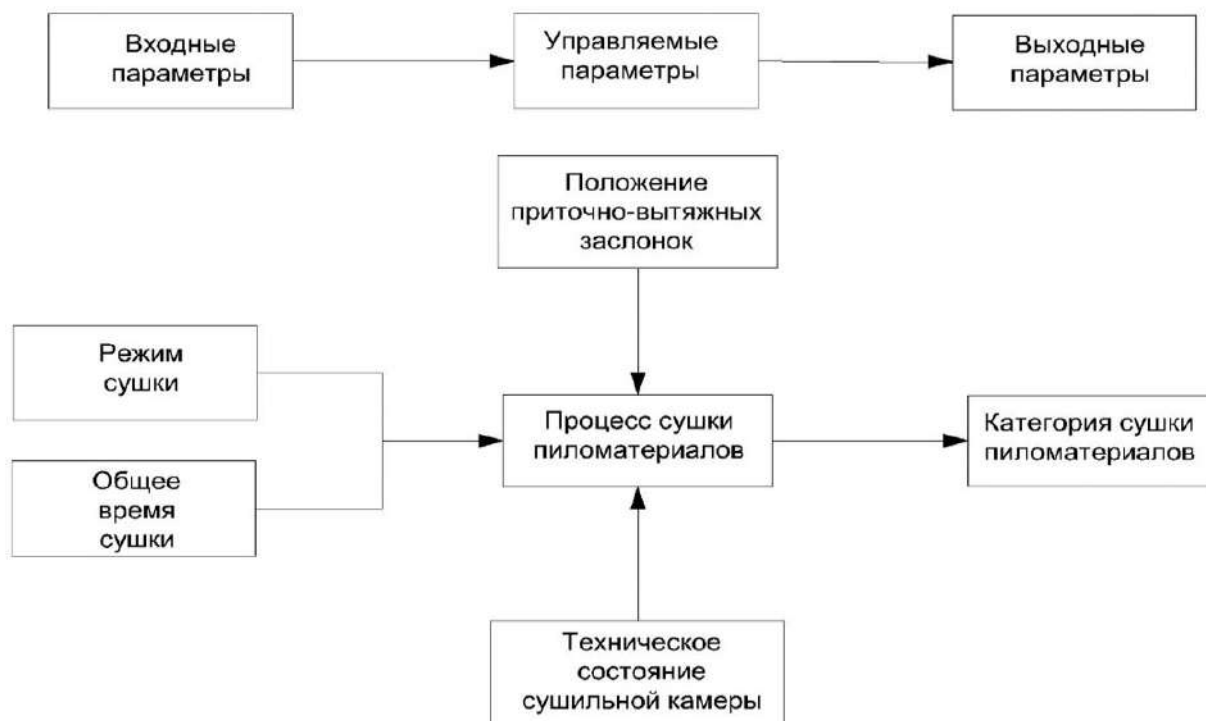 Входные
параметры
Управляемые
параметры
Выходные
параметры
Положение
приточно-вытяжных
заслонок
Режим
сушки
Процесс сушки
пиломатериалов
Категория сушки
пиломатериалов
Общее
время
сушки
Техническое
состояние
сушильной камеры